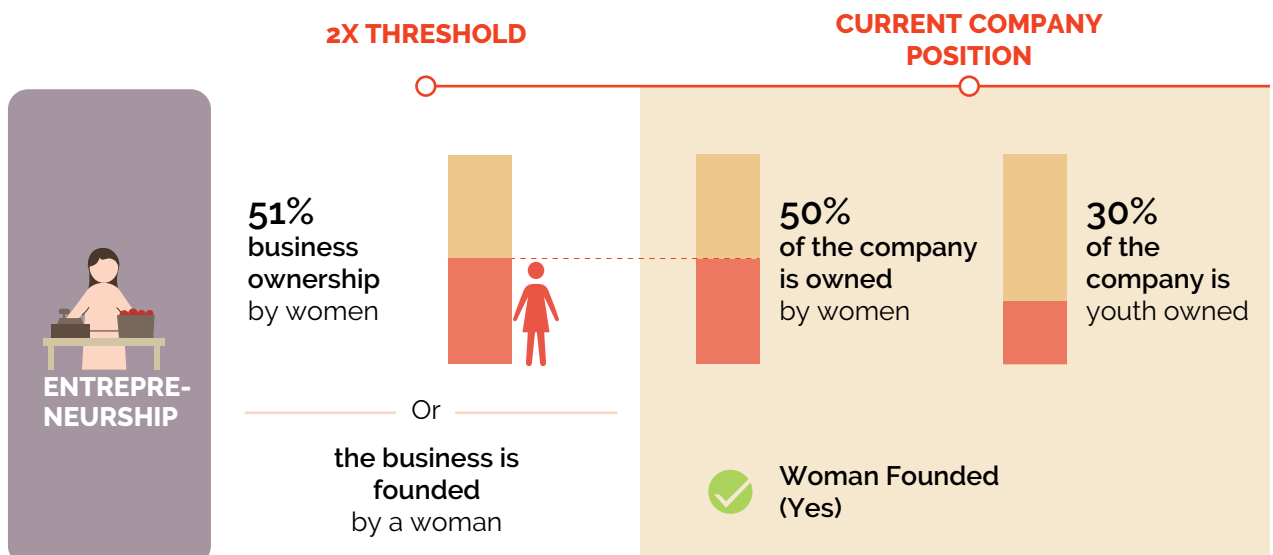 2X THRESHOLD
CURRENT COMPANY
POSITION
ENTREPRE-
NEURSHIP
51%
business
ownership
by women
Or
the business is
founded
by a woman
50%
of the company
is owned
by women
30%
of the
company is
youth owned
Woman Founded
(Yes)